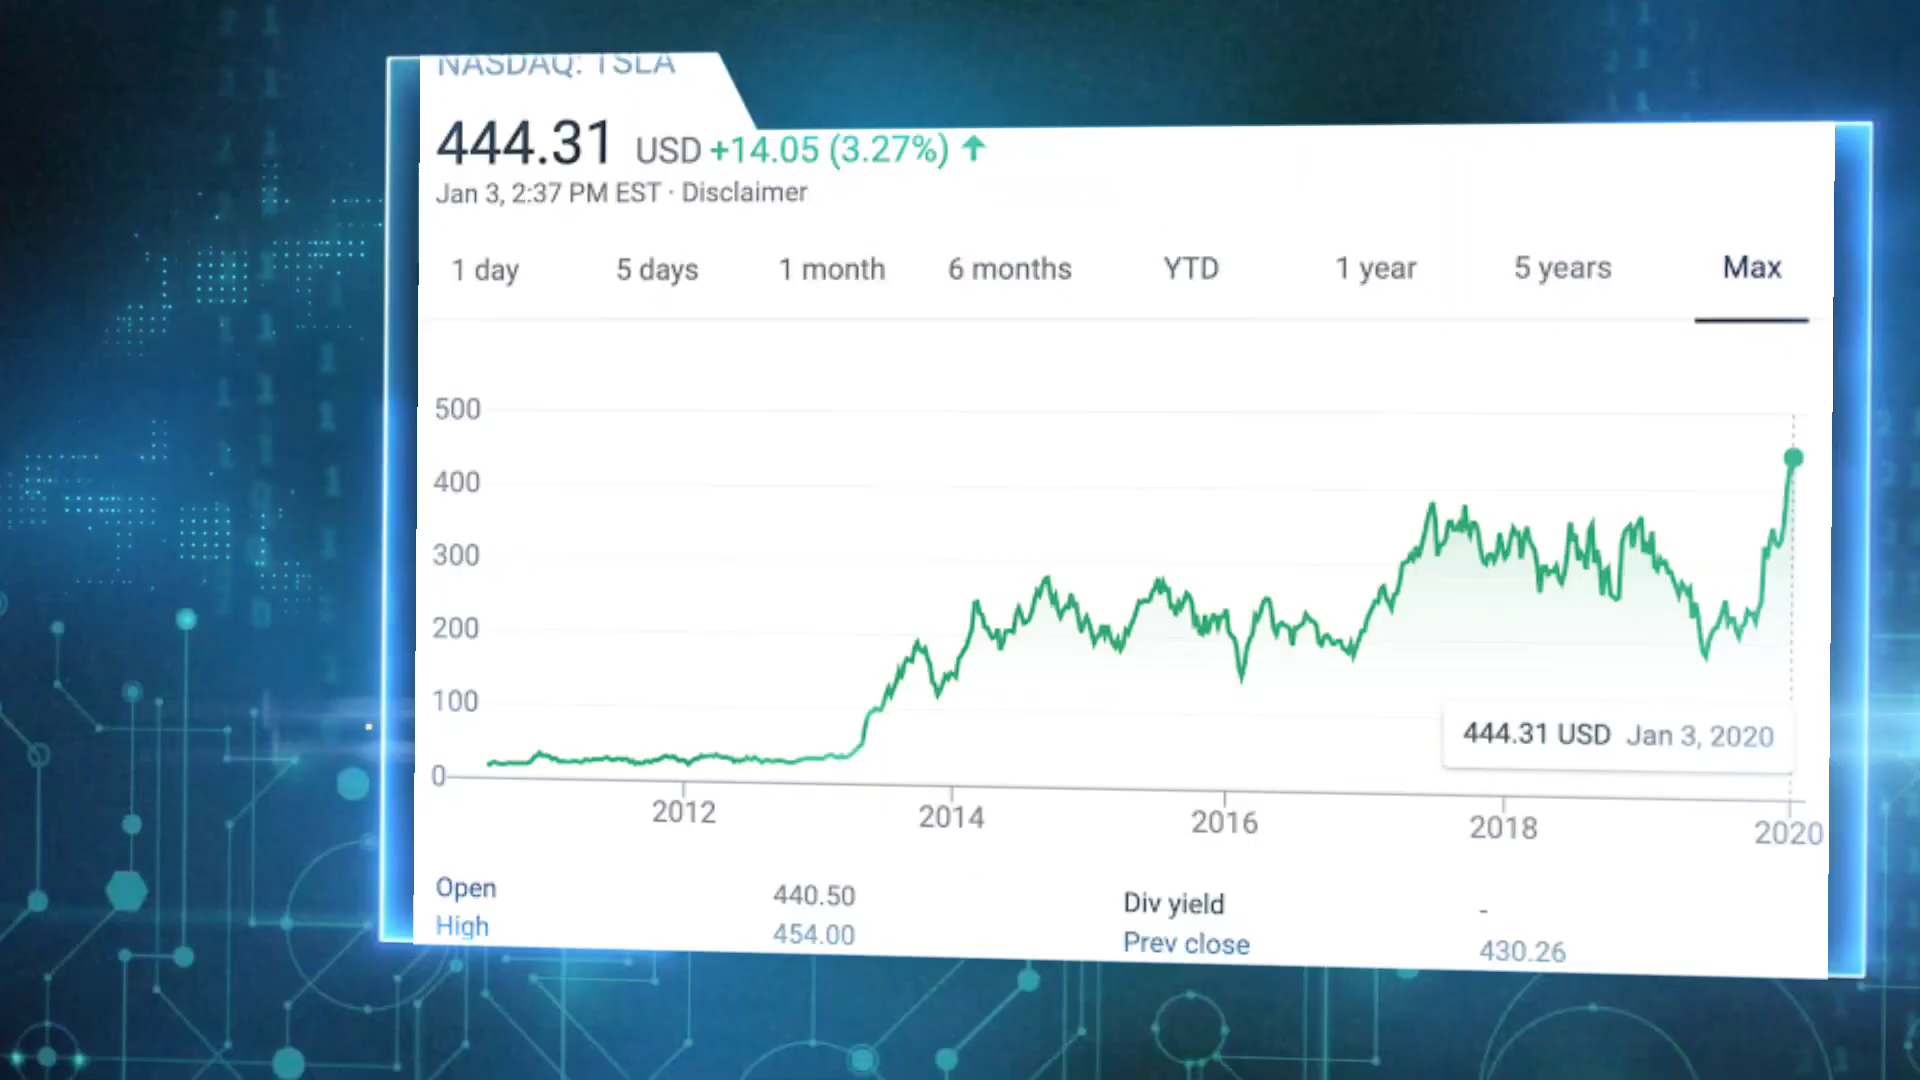 NASDAQ: TSLA
444.31 USD +14.05 (3.27%)
Jan 3, 2:37 PM EST · Disclaimer
1 day 5 days 1 month 6 months YTD 1 year 5 years Max
500
400
300
200
100
0
444.31 USD Jan 3, 2020
2012 2014 2016 2018 2020
Open 440.50 Div yield -
High 454.00 Prev close 430.26